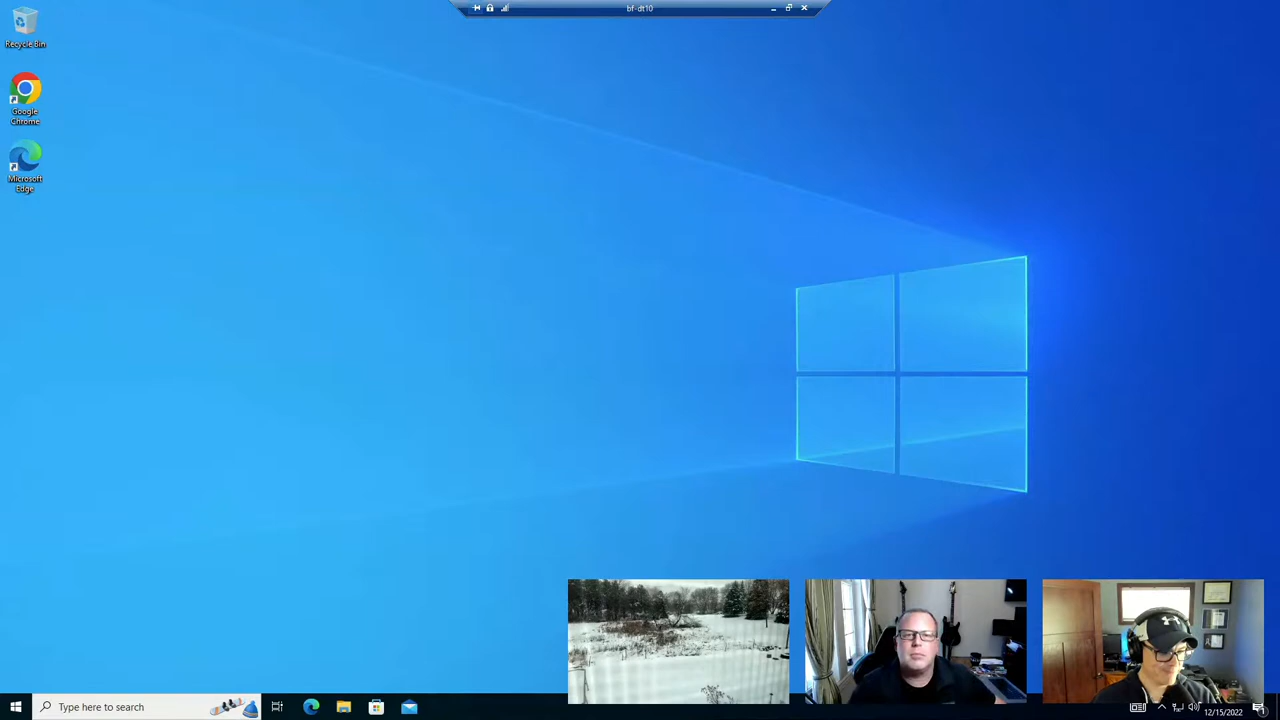 bf-dt10
Recycle Bin
Google
Chrome
Microsoft
Edge
Type here to search
12/15/2022